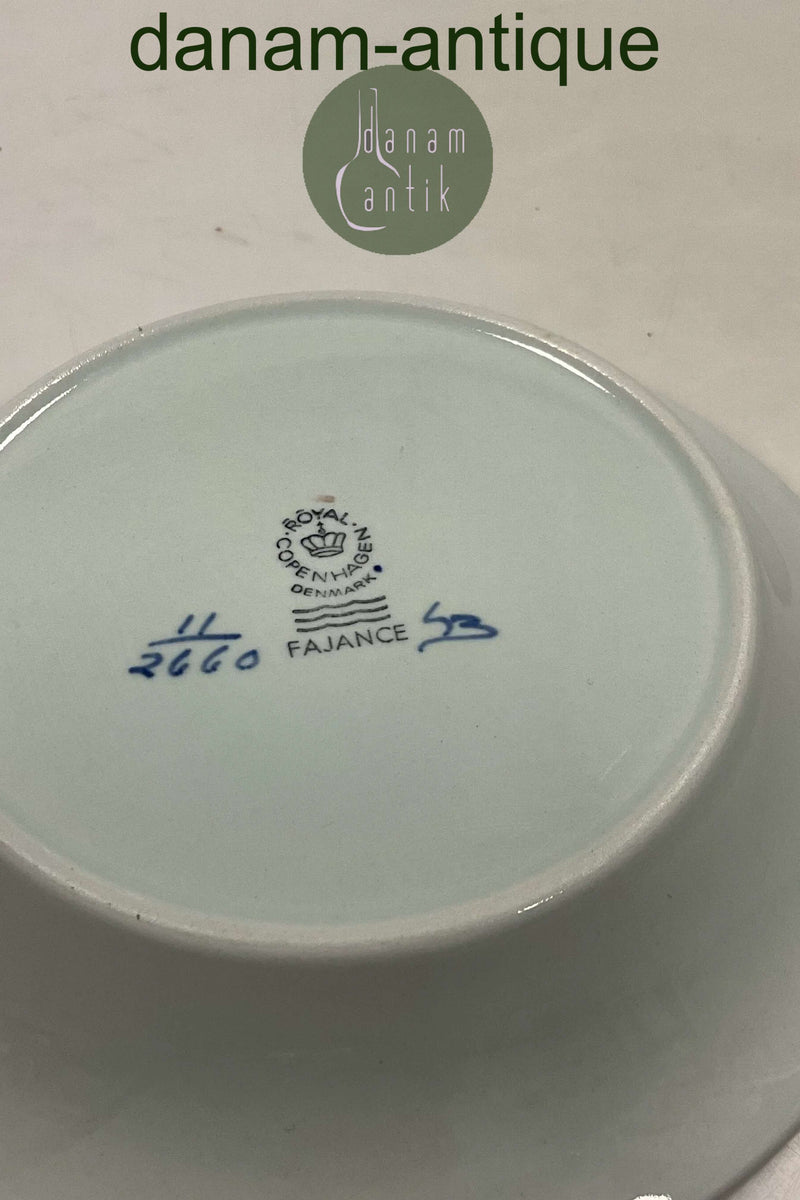 danam-antique
danam
antik
ROYAL
COPENHAGEN
DENMARK
FAJANCE
11
2660